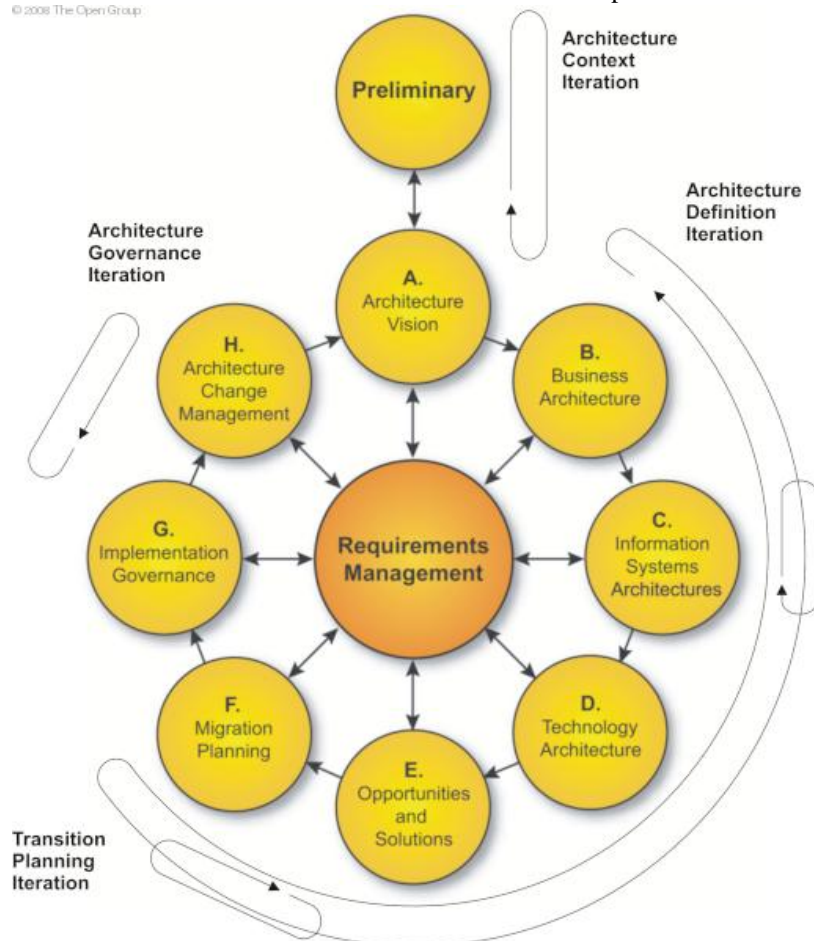 © 2008 The Open Group
Architecture
Context
Iteration
Preliminary
Architecture
Definition
Iteration
Architecture
Governance
Iteration
A.
Architecture
Vision
H.
Architecture
Change
Management
B.
Business
Architecture
G.
Implementation
Governance
Requirements
Management
C.
Information
Systems
Architectures
F.
Migration
Planning
D.
Technology
Architecture
E.
Opportunities
and
Solutions
Transition
Planning
Iteration